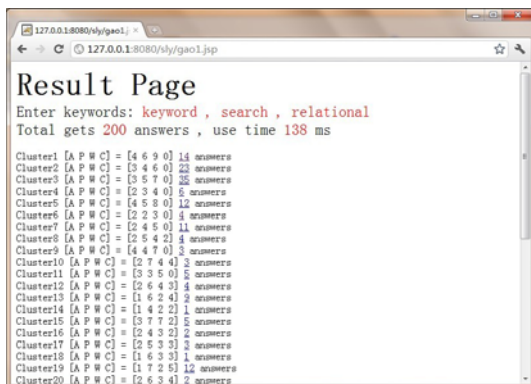 127.0.0.1:8080/sly/gao1.j
127.0.0.1:8080/sly/gao1.jsp
Result Page
Enter keywords: keyword , search , relational
Total gets 200 answers , use time 138 ms
Cluster1 [A P W C] = [4 6 9 0] 14 answers
Cluster2 [A P W C] = [3 4 6 0] 23 answers
Cluster3 [A P W C] = [3 5 7 0] 35 answers
Cluster4 [A P W C] = [2 3 4 0] 6 answers
Cluster5 [A P W C] = [4 5 8 0] 12 answers
Cluster6 [A P W C] = [2 2 3 0] 4 answers
Cluster7 [A P W C] = [2 4 5 0] 11 answers
Cluster8 [A P W C] = [2 5 4 2] 4 answers
Cluster9 [A P W C] = [4 4 7 0] 3 answers
Cluster10 [A P W C] = [2 7 4 4] 3 answers
Cluster11 [A P W C] = [3 3 5 0] 5 answers
Cluster12 [A P W C] = [2 6 4 3] 4 answers
Cluster13 [A P W C] = [1 6 2 4] 9 answers
Cluster14 [A P W C] = [1 4 2 2] 1 answers
Cluster15 [A P W C] = [3 7 7 2] 5 answers
Cluster16 [A P W C] = [2 4 3 2] 2 answers
Cluster17 [A P W C] = [2 5 3 3] 3 answers
Cluster18 [A P W C] = [1 6 3 3] 1 answers
Cluster19 [A P W C] = [1 7 2 5] 12 answers
Cluster20 [A P W C] = [2 6 3 4] 2 answers